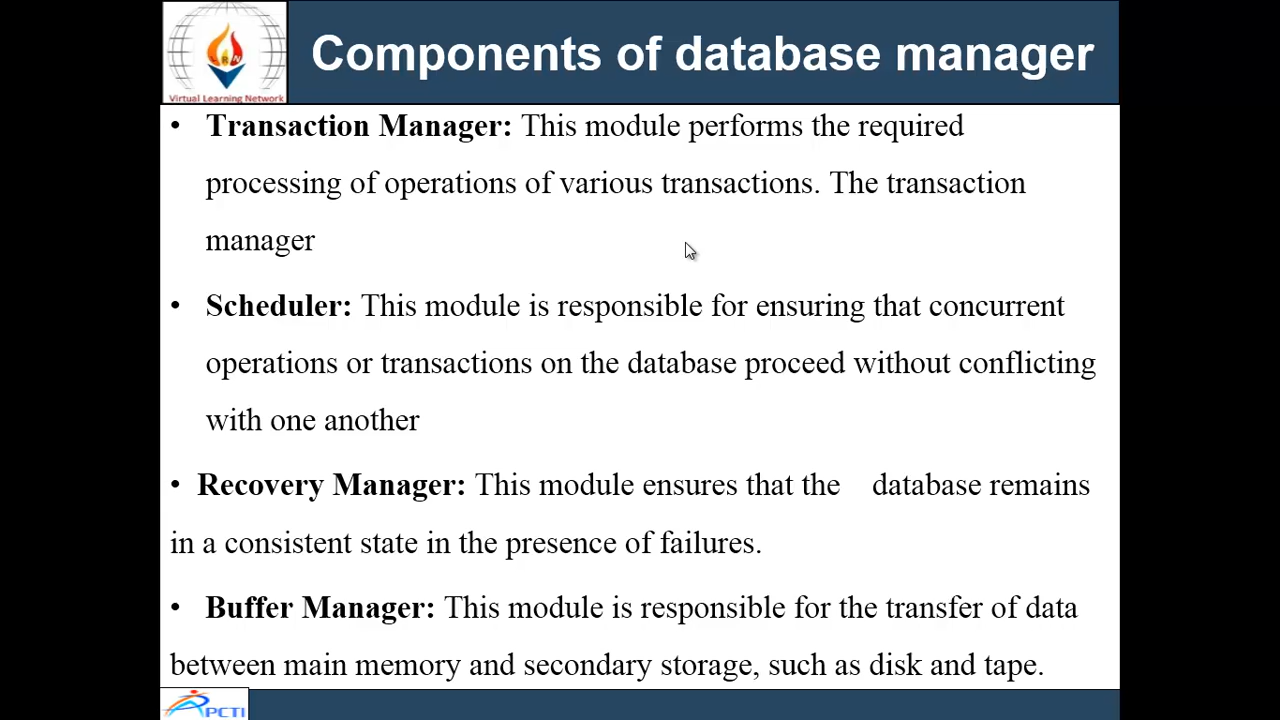 Components of database manager
Virtual Learning Network
• Transaction Manager: This module performs the required
processing of operations of various transactions. The transaction
manager
• Scheduler: This module is responsible for ensuring that concurrent
operations or transactions on the database proceed without conflicting
with one another
• Recovery Manager: This module ensures that the database remains
in a consistent state in the presence of failures.
• Buffer Manager: This module is responsible for the transfer of data
between main memory and secondary storage, such as disk and tape.
PCTI